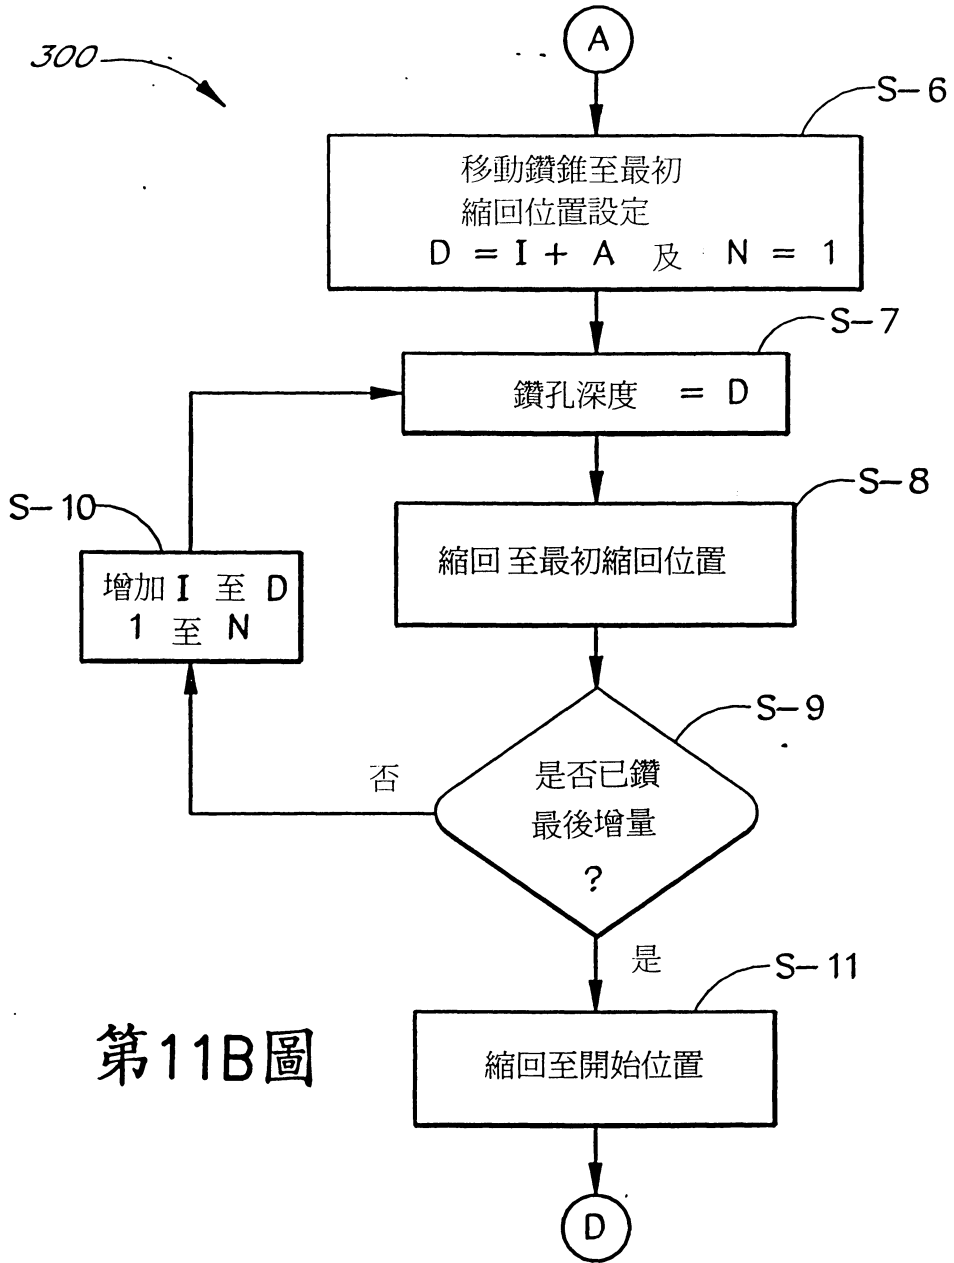 300
A
S-6
移動鑽錐至最初
縮回位置設定
D = I + A 及 N = 1
S-7
鑽孔深度 = D
S-8
縮回至最初縮回位置
S-10
增加 I 至 D
1 至 N
S-9
是否已鑽
最後增量
?
否
是
S-11
縮回至開始位置
第11B圖
D